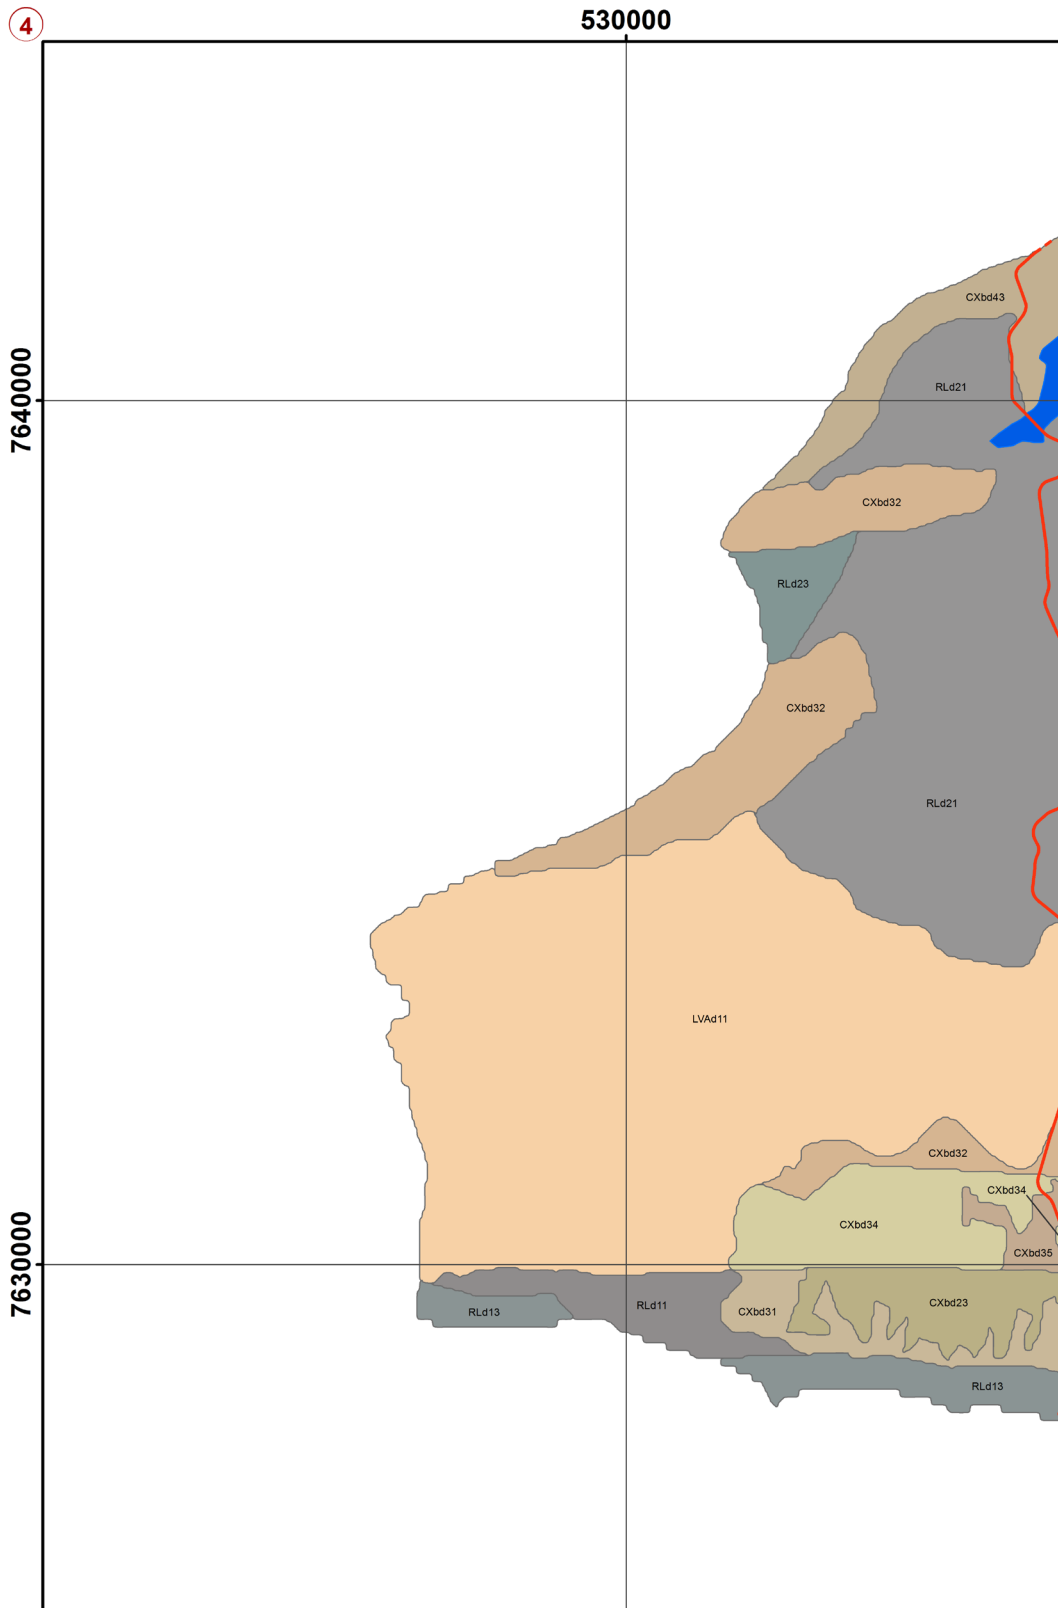 4
530000
CXbd43
RLd21
7640000
CXbd32
RLd23
CXbd32
RLd21
LVAd11
CXbd32
CXbd34
CXbd34
CXbd35
7630000
CXbd23
RLd11
CXbd31
RLd13
RLd13